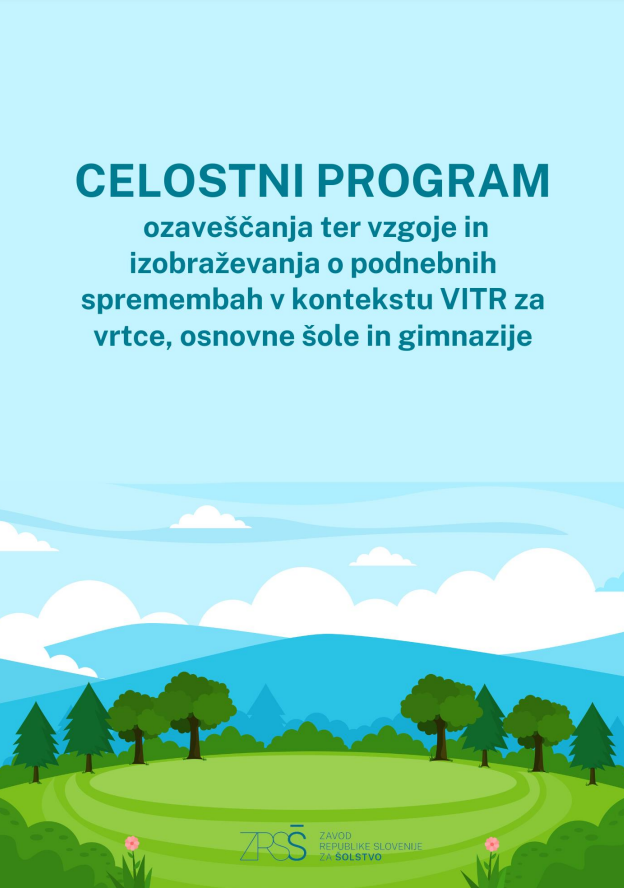 CELOSTNI PROGRAM
ozaveščanja ter vzgoje in
izobraževanja o podnebnih
spremembah v kontekstu VITR za
vrtce, osnovne šole in gimnazije
ZRSŠ
ZAVOD
REPUBLIKE SLOVENIJE
ZA ŠOLSTVO